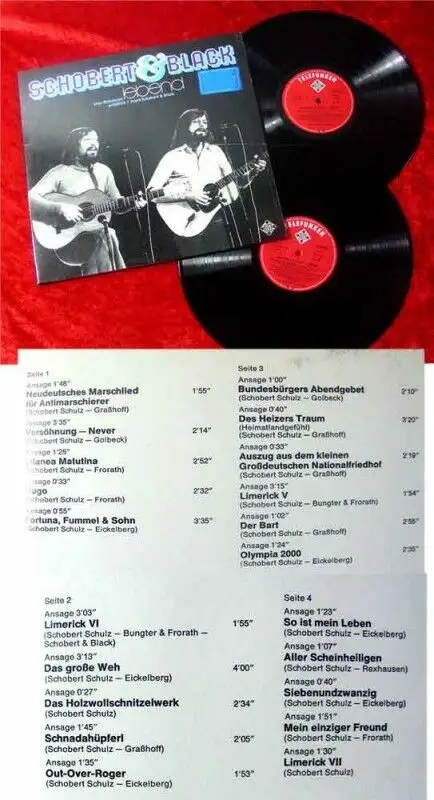 SCHOBERT & BLACK
lebend
TELEFUNKEN
TELEFUNKEN
Seite 1
Ansage 1'48"
Neudeutsches Marschlied
für Antimarschierer 1'55"
(Schobert Schulz – Graßhoff)
3'35"
Versöhnung – Never 2'14"
Schobert Schulz – Golbeck)
Ansage 1'25"
Matutina 2'52"
Schobert Schulz – Frorath)
0'33"
2'32"
Schobert Schulz – Frorath)
0'55"
Fortuna, Fummel & Sohn 3'35"
Schobert Schulz – Eickelberg)
Seite 3
Ansage 1'00"
Bundesbürgers Abendgebet 2'10"
(Schobert Schulz – Golbeck)
Ansage 0'40"
Des Heizers Traum 3'20"
(Heimatlandgefühl)
(Schobert Schulz – Graßhoff)
Ansage 0'33"
Auszug aus dem kleinen 2'19"
Großdeutschen Nationalfriedhof
(Schobert Schulz – Graßhoff)
Ansage 3'15"
Limerick V 1'54"
(Schobert Schulz – Bungter & Frorath)
Ansage 1'02"
Der Bart 2'55"
(Schobert Schulz – Graßhoff)
Ansage 1'24"
Olympia 2000 2'35"
(Schobert Schulz – Eickelberg)
Seite 2
Ansage 3'03"
Limerick VI 1'55"
(Schobert Schulz – Bungter & Frorath –
Schobert & Black)
Ansage 3'13"
Das große Weh 4'00"
(Schobert Schulz – Eickelberg)
Ansage 0'27"
Das Holzwollschnitzelwerk 2'34"
(Schobert Schulz)
Ansage 1'45"
Schnadahüpferl 2'05"
(Schobert Schulz – Graßhoff)
Ansage 1'35"
Out-Over-Roger 1'53"
(Schobert Schulz – Eickelberg)
Seite 4
Ansage 1'23"
So ist mein Leben
(Schobert Schulz – Eickelberg)
Ansage 1'07"
Aller Scheinheiligen
(Schobert Schulz – Rexhausen)
Ansage 0'40"
Siebenundzwanzig
(Schobert Schulz – Eickelberg)
Ansage 1'51"
Mein einziger Freund
(Schobert Schulz – Frorath)
Ansage 1'30"
Limerick VII
(Schobert Schulz)